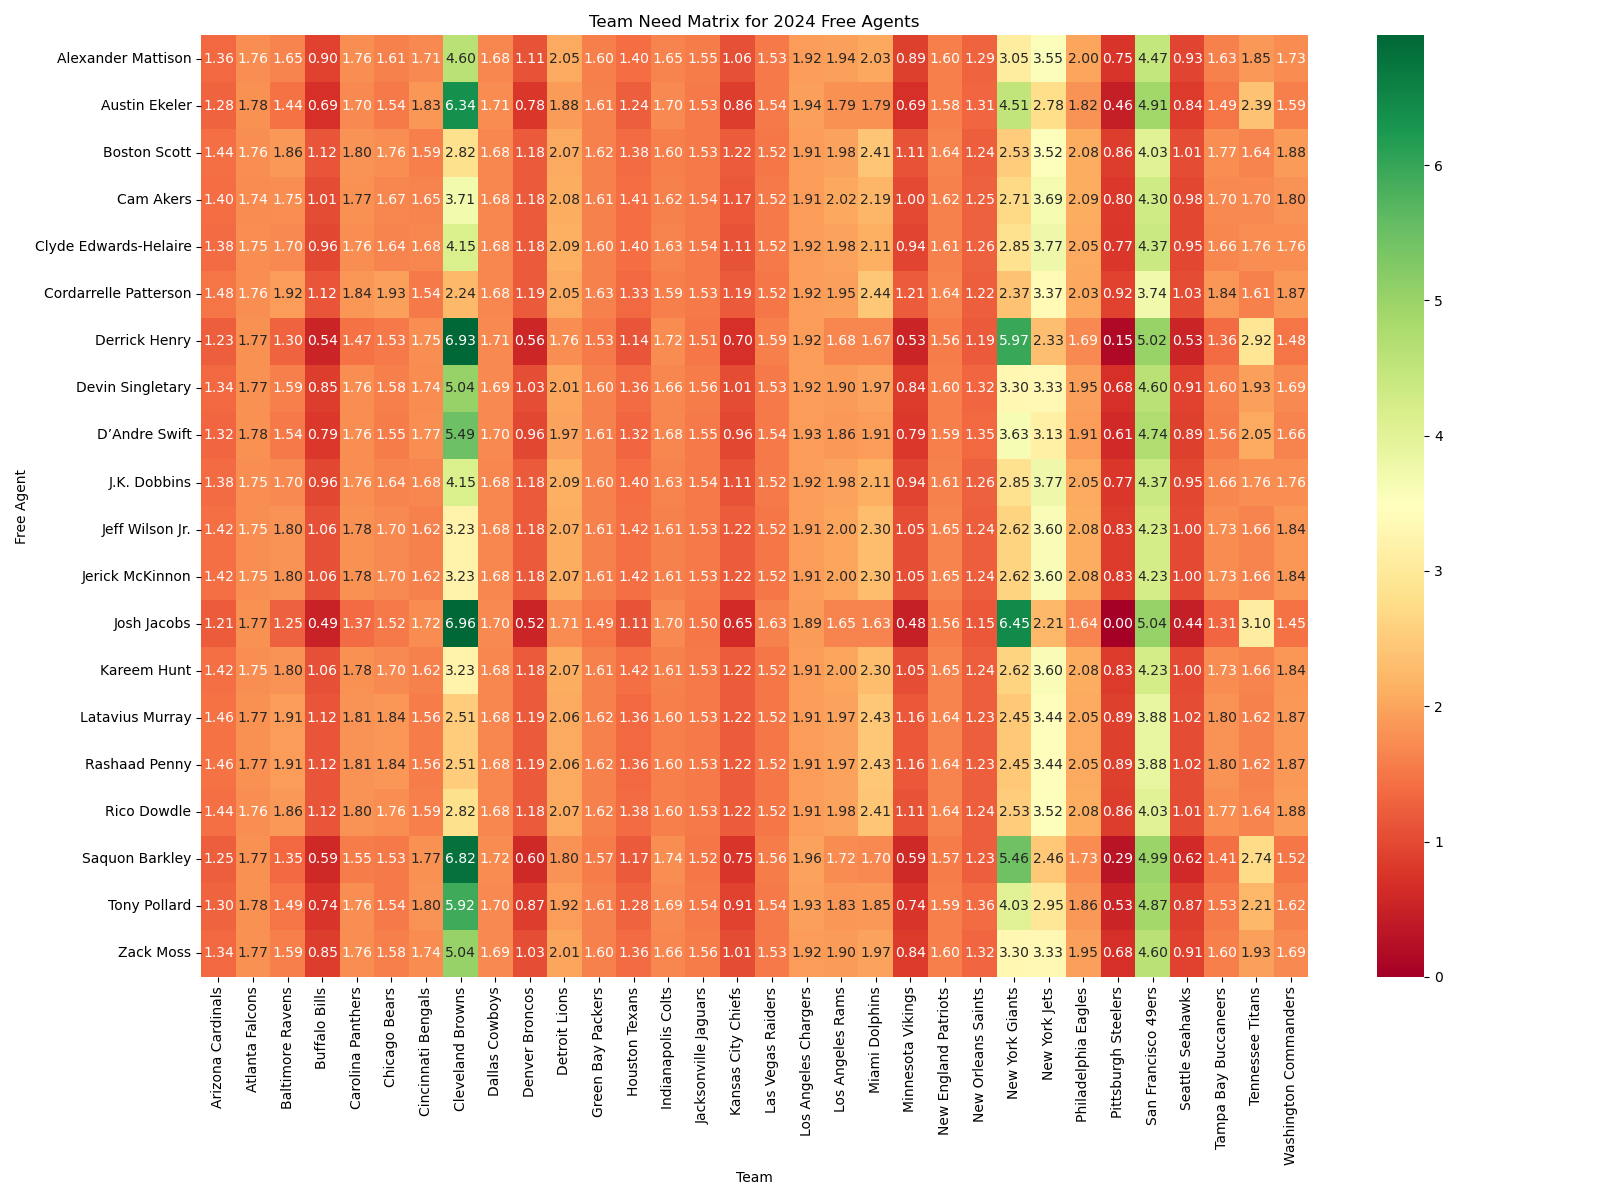 Team Need Matrix for 2024 Free Agents
Alexander Mattison 1.36 1.76 1.65 0.90 1.76 1.61 1.71 4.60 1.68 1.11 2.05 1.60 1.40 1.65 1.55 1.06 1.53 1.92 1.94 2.03 0.89 1.60 1.29 3.05 3.55 2.00 0.75 4.47 0.93 1.63 1.85 1.73
Austin Ekeler 1.28 1.78 1.44 0.69 1.70 1.54 1.83 6.34 1.71 0.78 1.88 1.61 1.24 1.70 1.53 0.86 1.54 1.94 1.79 1.79 0.69 1.58 1.31 4.51 2.78 1.82 0.46 4.91 0.84 1.49 2.39 1.59
Boston Scott 1.44 1.76 1.86 1.12 1.80 1.76 1.59 2.82 1.68 1.18 2.07 1.62 1.38 1.60 1.53 1.22 1.52 1.91 1.98 2.41 1.11 1.64 1.24 2.53 3.52 2.08 0.86 4.03 1.01 1.77 1.64 1.88
Cam Akers 1.40 1.74 1.75 1.01 1.77 1.67 1.65 3.71 1.68 1.18 2.08 1.61 1.41 1.62 1.54 1.17 1.52 1.91 2.02 2.19 1.00 1.62 1.25 2.71 3.69 2.09 0.80 4.30 0.98 1.70 1.70 1.80
Clyde Edwards-Helaire 1.38 1.75 1.70 0.96 1.76 1.64 1.68 4.15 1.68 1.18 2.09 1.60 1.40 1.63 1.54 1.11 1.52 1.92 1.98 2.11 0.94 1.61 1.26 2.85 3.77 2.05 0.77 4.37 0.95 1.66 1.76 1.76
Cordarrelle Patterson 1.48 1.76 1.92 1.12 1.84 1.93 1.54 2.24 1.68 1.19 2.05 1.63 1.33 1.59 1.53 1.19 1.52 1.92 1.95 2.44 1.21 1.64 1.22 2.37 3.37 2.03 0.92 3.74 1.03 1.84 1.61 1.87
Derrick Henry 1.23 1.77 1.30 0.54 1.47 1.53 1.75 6.93 1.71 0.56 1.76 1.53 1.14 1.72 1.51 0.70 1.59 1.92 1.68 1.67 0.53 1.56 1.19 5.97 2.33 1.69 0.15 5.02 0.53 1.36 2.92 1.48
Devin Singletary 1.34 1.77 1.59 0.85 1.76 1.58 1.74 5.04 1.69 1.03 2.01 1.60 1.36 1.66 1.56 1.01 1.53 1.92 1.90 1.97 0.84 1.60 1.32 3.30 3.33 1.95 0.68 4.60 0.91 1.60 1.93 1.69
D’Andre Swift 1.32 1.78 1.54 0.79 1.76 1.55 1.77 5.49 1.70 0.96 1.97 1.61 1.32 1.68 1.55 0.96 1.54 1.93 1.86 1.91 0.79 1.59 1.35 3.63 3.13 1.91 0.61 4.74 0.89 1.56 2.05 1.66
J.K. Dobbins 1.38 1.75 1.70 0.96 1.76 1.64 1.68 4.15 1.68 1.18 2.09 1.60 1.40 1.63 1.54 1.11 1.52 1.92 1.98 2.11 0.94 1.61 1.26 2.85 3.77 2.05 0.77 4.37 0.95 1.66 1.76 1.76
Jeff Wilson Jr. 1.42 1.75 1.80 1.06 1.78 1.70 1.62 3.23 1.68 1.18 2.07 1.61 1.42 1.61 1.53 1.22 1.52 1.91 2.00 2.30 1.05 1.65 1.24 2.62 3.60 2.08 0.83 4.23 1.00 1.73 1.66 1.84
Jerick McKinnon 1.42 1.75 1.80 1.06 1.78 1.70 1.62 3.23 1.68 1.18 2.07 1.61 1.42 1.61 1.53 1.22 1.52 1.91 2.00 2.30 1.05 1.65 1.24 2.62 3.60 2.08 0.83 4.23 1.00 1.73 1.66 1.84
Josh Jacobs 1.21 1.77 1.25 0.49 1.37 1.52 1.72 6.96 1.70 0.52 1.71 1.49 1.11 1.70 1.50 0.65 1.63 1.89 1.65 1.63 0.48 1.56 1.15 6.45 2.21 1.64 0.00 5.04 0.44 1.31 3.10 1.45
Kareem Hunt 1.42 1.75 1.80 1.06 1.78 1.70 1.62 3.23 1.68 1.18 2.07 1.61 1.42 1.61 1.53 1.22 1.52 1.91 2.00 2.30 1.05 1.65 1.24 2.62 3.60 2.08 0.83 4.23 1.00 1.73 1.66 1.84
Latavius Murray 1.46 1.77 1.91 1.12 1.81 1.84 1.56 2.51 1.68 1.19 2.06 1.62 1.36 1.60 1.53 1.22 1.52 1.91 1.97 2.43 1.16 1.64 1.23 2.45 3.44 2.05 0.89 3.88 1.02 1.80 1.62 1.87
Rashaad Penny 1.46 1.77 1.91 1.12 1.81 1.84 1.56 2.51 1.68 1.19 2.06 1.62 1.36 1.60 1.53 1.22 1.52 1.91 1.97 2.43 1.16 1.64 1.23 2.45 3.44 2.05 0.89 3.88 1.02 1.80 1.62 1.87
Rico Dowdle 1.44 1.76 1.86 1.12 1.80 1.76 1.59 2.82 1.68 1.18 2.07 1.62 1.38 1.60 1.53 1.22 1.52 1.91 1.98 2.41 1.11 1.64 1.24 2.53 3.52 2.08 0.86 4.03 1.01 1.77 1.64 1.88
Saquon Barkley 1.25 1.77 1.35 0.59 1.55 1.53 1.77 6.82 1.72 0.60 1.80 1.57 1.17 1.74 1.52 0.75 1.56 1.96 1.72 1.70 0.59 1.57 1.23 5.46 2.46 1.73 0.29 4.99 0.62 1.41 2.74 1.52
Tony Pollard 1.30 1.78 1.49 0.74 1.76 1.54 1.80 5.92 1.70 0.87 1.92 1.61 1.28 1.69 1.54 0.91 1.54 1.93 1.83 1.85 0.74 1.59 1.36 4.03 2.95 1.86 0.53 4.87 0.87 1.53 2.21 1.62
Zack Moss 1.34 1.77 1.59 0.85 1.76 1.58 1.74 5.04 1.69 1.03 2.01 1.60 1.36 1.66 1.56 1.01 1.53 1.92 1.90 1.97 0.84 1.60 1.32 3.30 3.33 1.95 0.68 4.60 0.91 1.60 1.93 1.69
Free Agent
Arizona Cardinals
Atlanta Falcons
Baltimore Ravens
Buffalo Bills
Carolina Panthers
Chicago Bears
Cincinnati Bengals
Cleveland Browns
Dallas Cowboys
Denver Broncos
Detroit Lions
Green Bay Packers
Houston Texans
Indianapolis Colts
Jacksonville Jaguars
Kansas City Chiefs
Las Vegas Raiders
Los Angeles Chargers
Los Angeles Rams
Miami Dolphins
Minnesota Vikings
New England Patriots
New Orleans Saints
New York Giants
New York Jets
Philadelphia Eagles
Pittsburgh Steelers
San Francisco 49ers
Seattle Seahawks
Tampa Bay Buccaneers
Tennessee Titans
Washington Commanders
Team
6
5
4
3
2
1
0